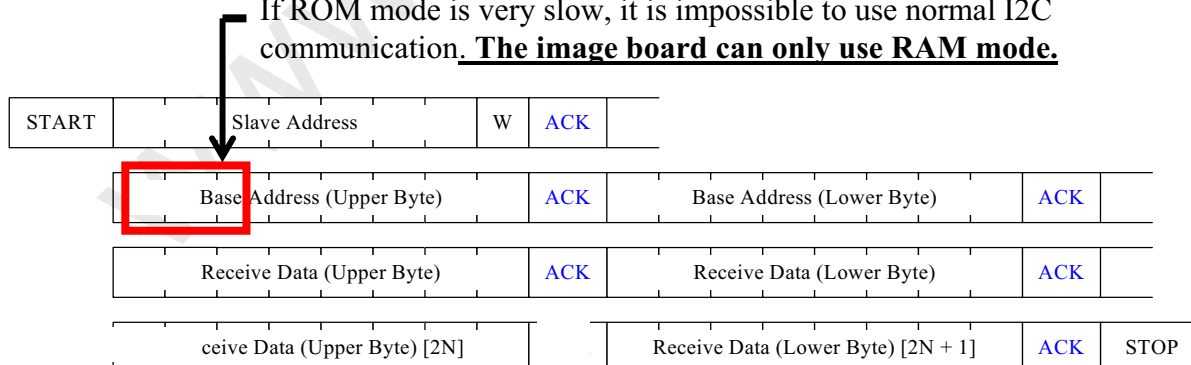 If ROM mode is very slow, it is impossible to use normal I2C
communication. The image board can only use RAM mode.
START Slave Address W ACK
Base Address (Upper Byte) ACK Base Address (Lower Byte) ACK
Receive Data (Upper Byte) ACK Receive Data (Lower Byte) ACK
ceive Data (Upper Byte) [2N] Receive Data (Lower Byte) [2N + 1] ACK STOP